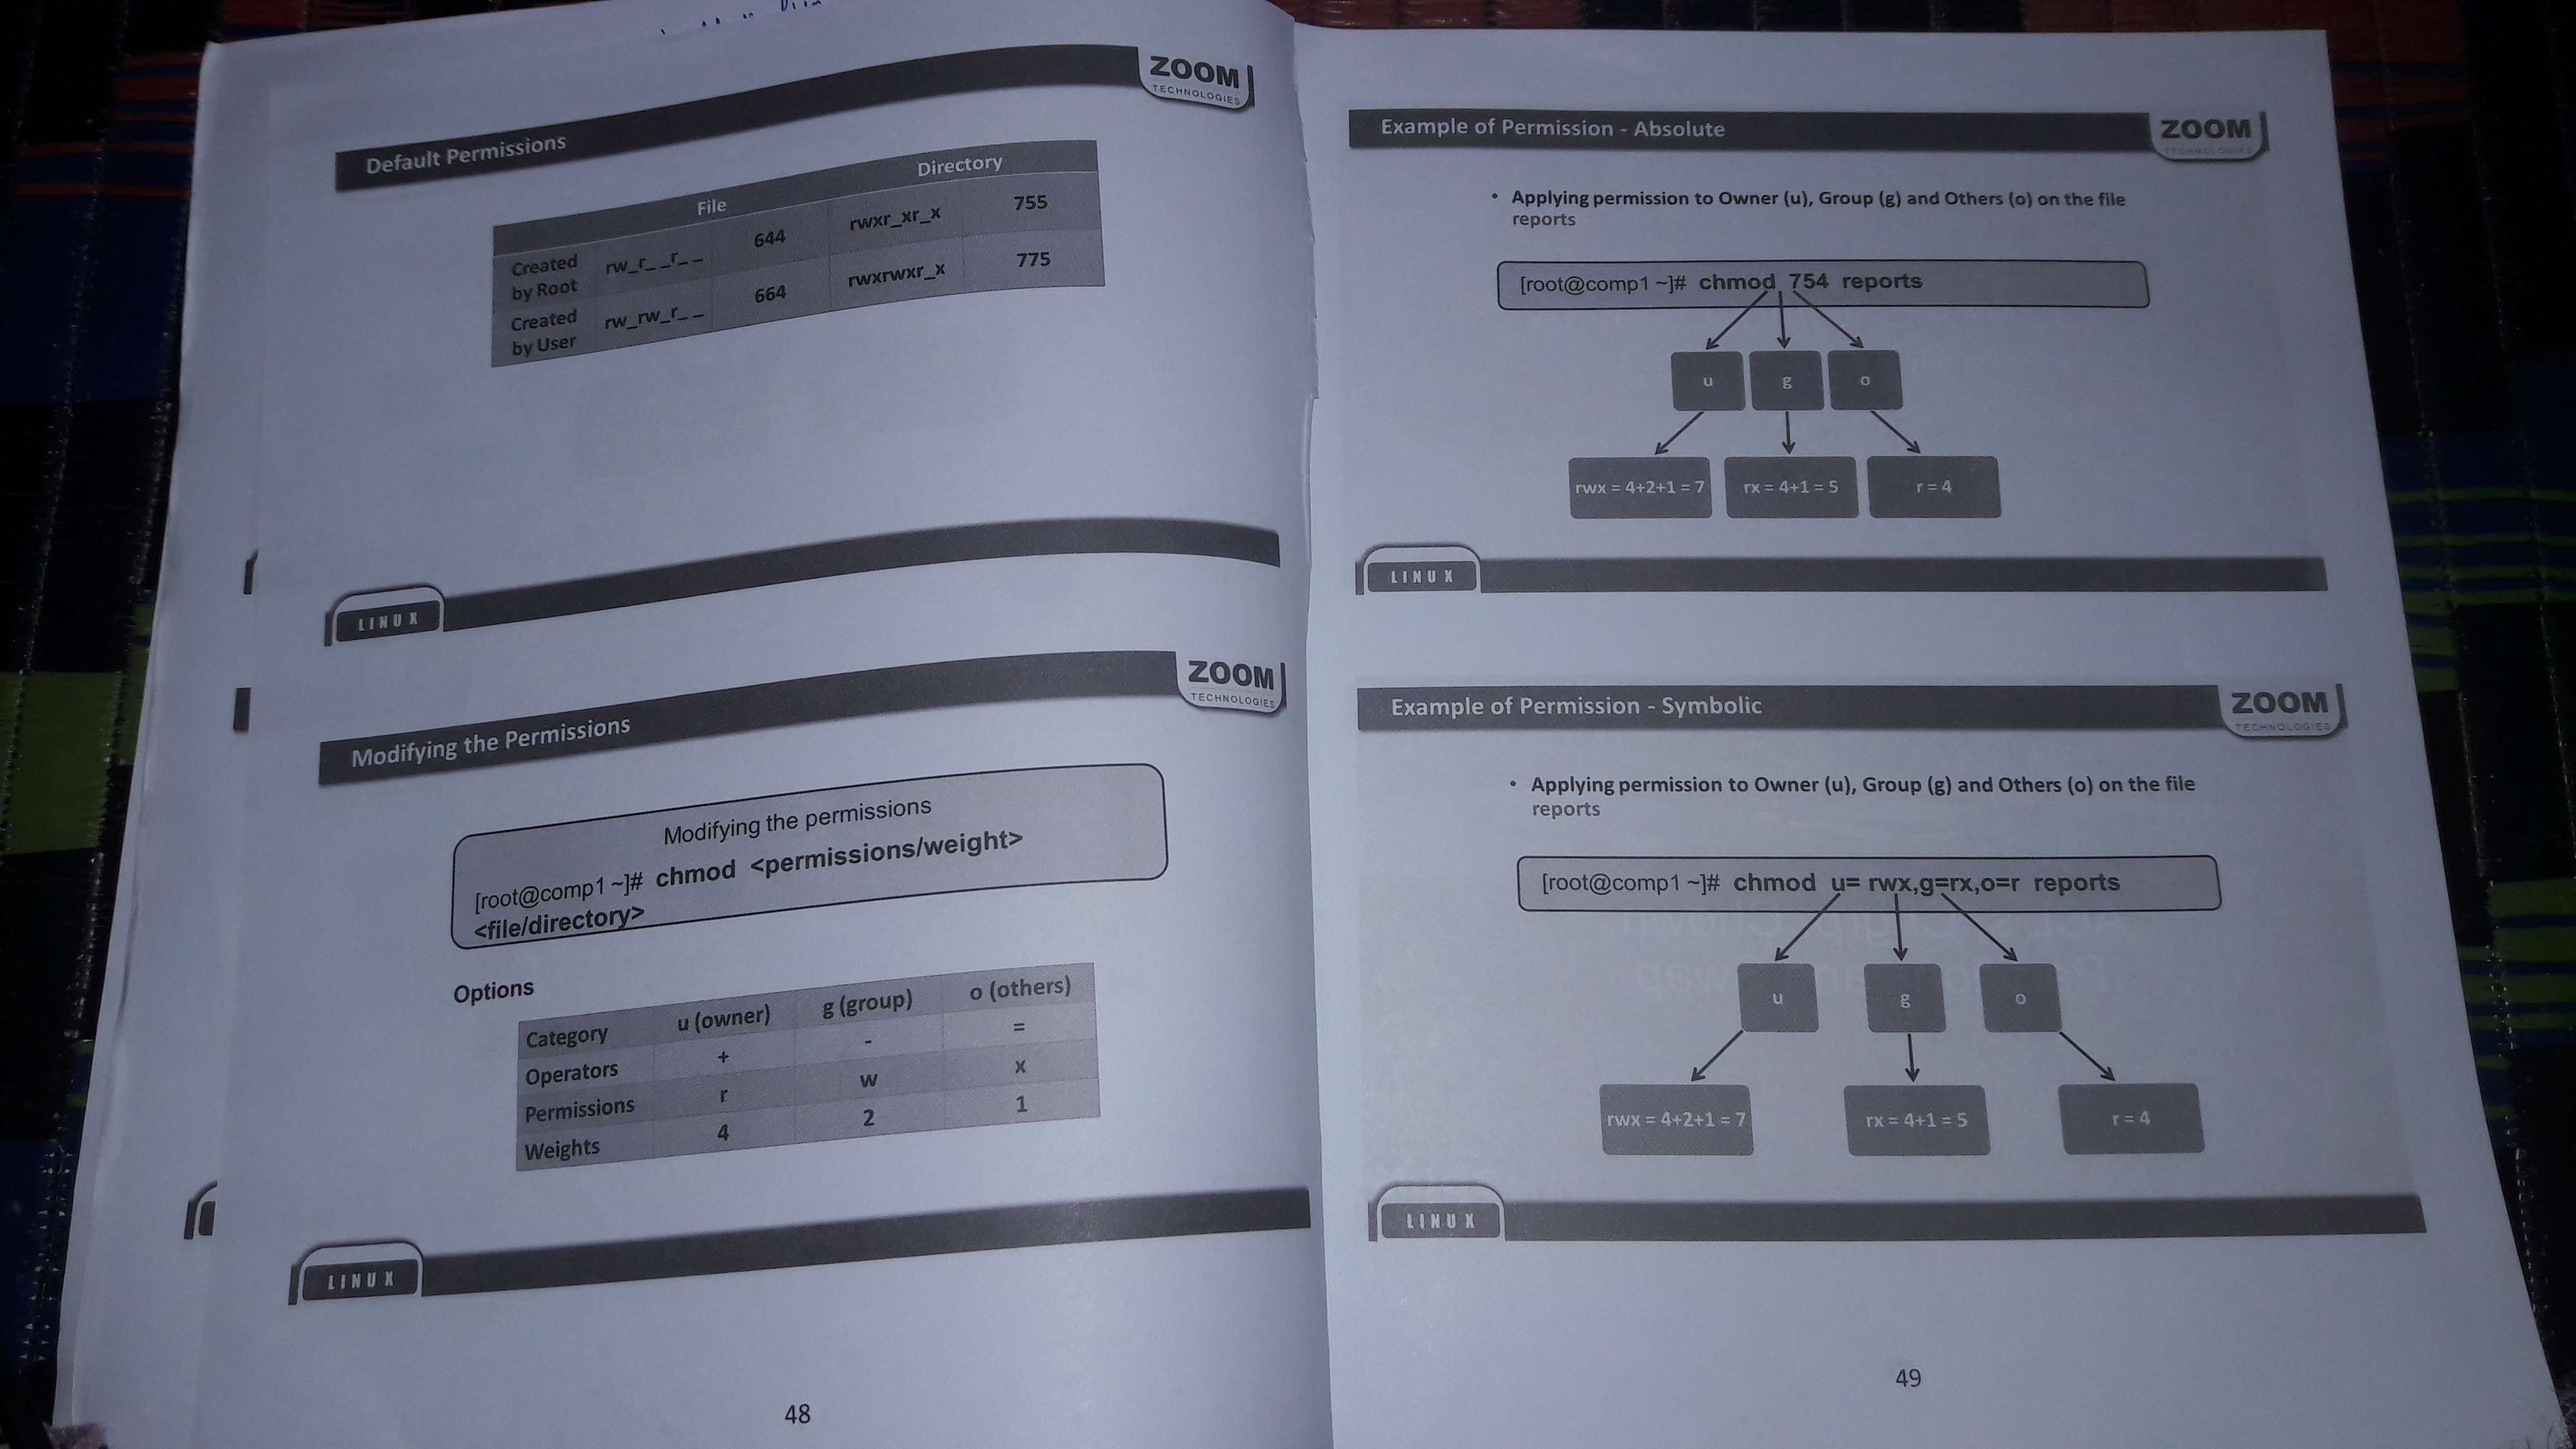 ZOOM
TECHNOLOGIES
Default Permissions
File Directory
Created by Root rw_r_ _r_ _ 644 rwxr_xr_x 755
Created by User rw_rw_r_ _ 664 rwxrwxr_x 775
LINUX
ZOOM
TECHNOLOGIES
Modifying the Permissions
Modifying the permissions
[root@comp1 ~]# chmod <permissions/weight>
<file/directory>
Options
Category u (owner) g (group) o (others)
Operators + - =
Permissions r w x
Weights 4 2 1
LINUX
48
Example of Permission - Absolute
ZOOM
TECHNOLOGIES
• Applying permission to Owner (u), Group (g) and Others (o) on the file
reports
[root@comp1 ~]# chmod 754 reports
u g o
rwx = 4+2+1 = 7 rx = 4+1 = 5 r = 4
LINUX
Example of Permission - Symbolic
ZOOM
TECHNOLOGIES
• Applying permission to Owner (u), Group (g) and Others (o) on the file
reports
[root@comp1 ~]# chmod u= rwx,g=rx,o=r reports
u g o
rwx = 4+2+1 = 7 rx = 4+1 = 5 r = 4
LINUX
49